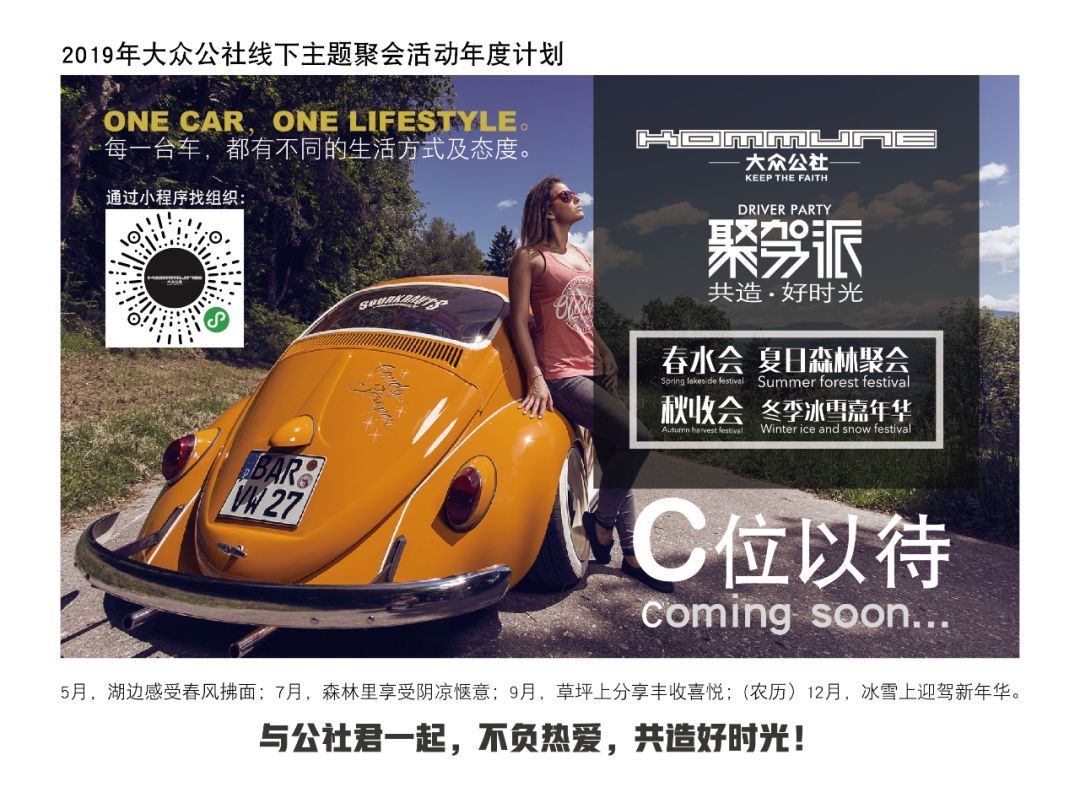 2019年大众公社线下主题聚会活动年度计划
ONE CAR，ONE LIFESTYLE。
每一台车，都有不同的生活方式及态度。
通过小程序找组织：
KOMMUNE
大众公社
KOMMUNE
大众公社
KEEP THE FAITH
DRIVER PARTY
聚驾派
共造·好时光
春水会 夏日森林聚会
Spring lakeside festival Summer forest festival
秋收会 冬季冰雪嘉年华
Autumn harvest festival Winter ice and snow festival
SOURKRAUTS
BAR
VW 27
C位以待
Coming soon...
5月，湖边感受春风拂面；7月，森林里享受阴凉惬意；9月，草坪上分享丰收喜悦；(农历）12月，冰雪上迎驾新年华。
与公社君一起，不负热爱，共造好时光！